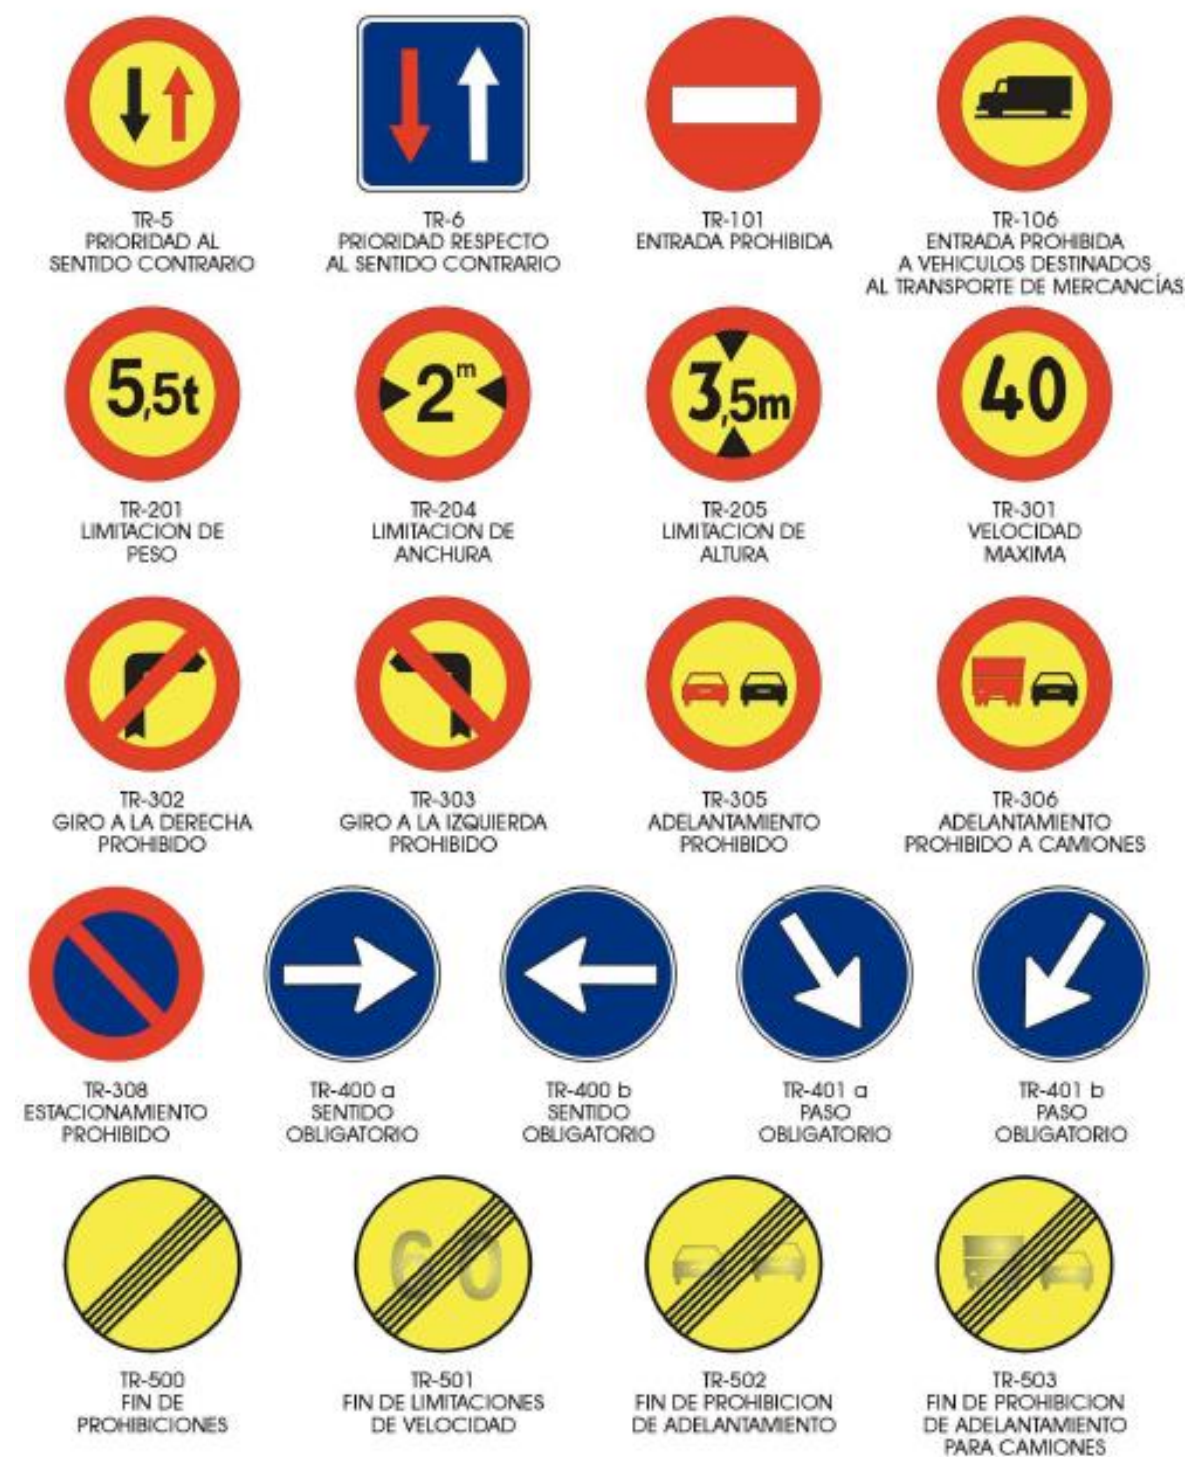 TR-5
PRIORIDAD AL
SENTIDO CONTRARIO
TR-6
PRIORIDAD RESPECTO
AL SENTIDO CONTRARIO
TR-101
ENTRADA PROHIBIDA
TR-106
ENTRADA PROHIBIDA
A VEHICULOS DESTINADOS
AL TRANSPORTE DE MERCANCÍAS
5,5t
TR-201
LIMITACION DE
PESO
2m
TR-204
LIMITACION DE
ANCHURA
3,5m
TR-205
LIMITACION DE
ALTURA
40
TR-301
VELOCIDAD
MAXIMA
TR-302
GIRO A LA DERECHA
PROHIBIDO
TR-303
GIRO A LA IZQUIERDA
PROHIBIDO
TR-305
ADELANTAMIENTO
PROHIBIDO
TR-306
ADELANTAMIENTO
PROHIBIDO A CAMIONES
TR-308
ESTACIONAMIENTO
PROHIBIDO
TR-400 a
SENTIDO
OBLIGATORIO
TR-400 b
SENTIDO
OBLIGATORIO
TR-401 a
PASO
OBLIGATORIO
TR-401 b
PASO
OBLIGATORIO
TR-500
FIN DE
PROHIBICIONES
60
TR-501
FIN DE LIMITACIONES
DE VELOCIDAD
TR-502
FIN DE PROHIBICION
DE ADELANTAMIENTO
TR-503
FIN DE PROHIBICION
DE ADELANTAMIENTO
PARA CAMIONES